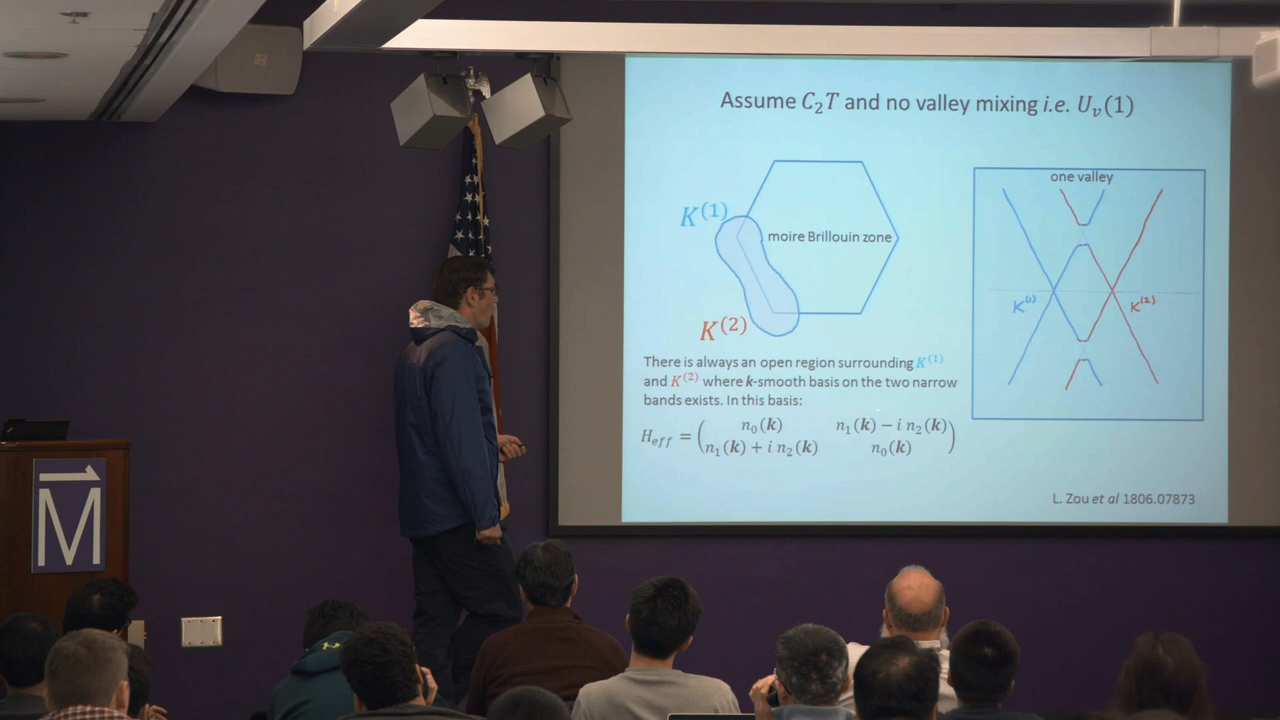 Assume C₂T and no valley mixing i.e. Uᵥ(1)
K⁽¹⁾
moire Brillouin zone
K⁽²⁾
one valley
K⁽¹⁾
K⁽²⁾
There is always an open region surrounding K⁽¹⁾
and K⁽²⁾ where k-smooth basis on the two narrow
bands exists. In this basis:
H_eff = ( n₀(k) n₁(k) − i n₂(k)
n₁(k) + i n₂(k) n₀(k) )
L. Zou et al 1806.07873
M